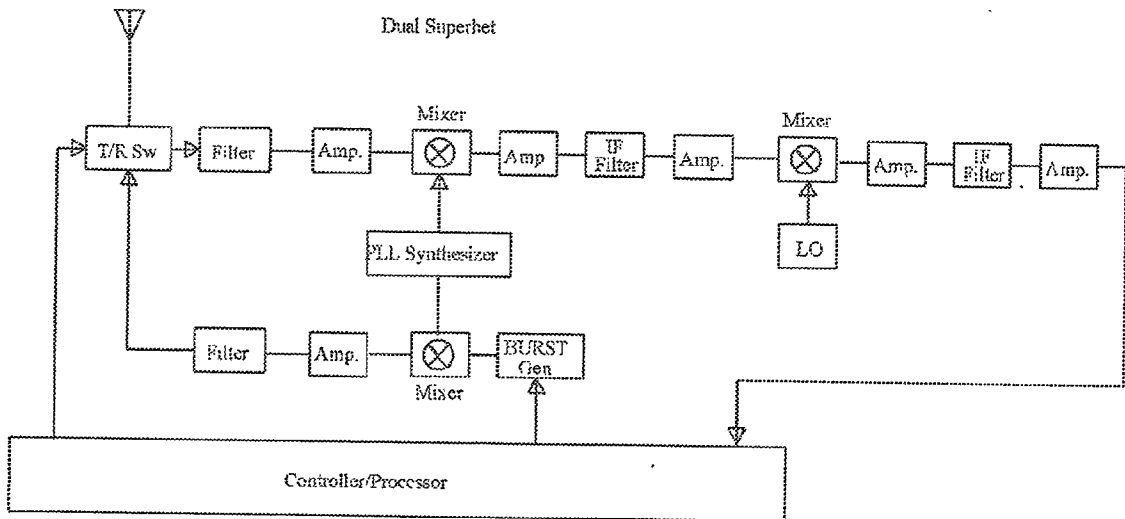 Dual Superhet
Mixer
Mixer
T/R Sw
Filter
Amp.
Amp
IF
Filter
Amp.
Amp.
IF
Filter
Amp.
PLL Synthesizer
LO
Filter
Amp.
BURST
Gen
Mixer
Controller/Processor